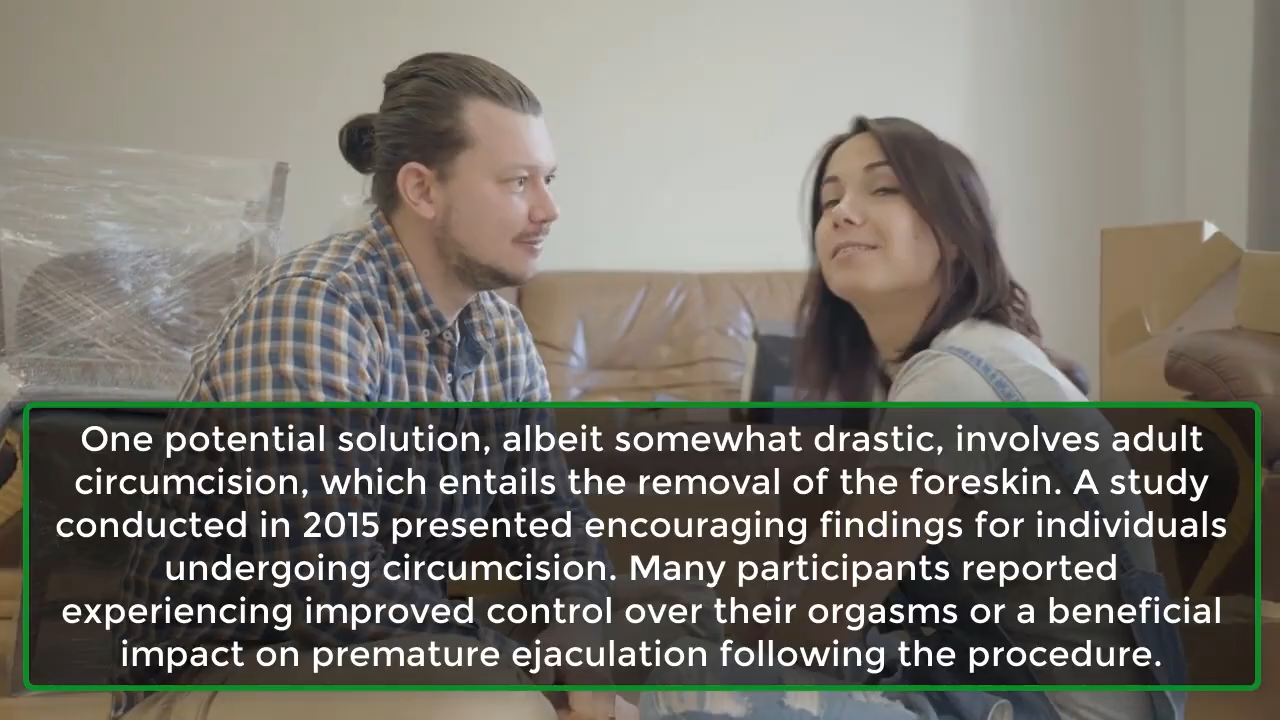 One potential solution, albeit somewhat drastic, involves adult
circumcision, which entails the removal of the foreskin. A study
conducted in 2015 presented encouraging findings for individuals
undergoing circumcision. Many participants reported
experiencing improved control over their orgasms or a beneficial
impact on premature ejaculation following the procedure.